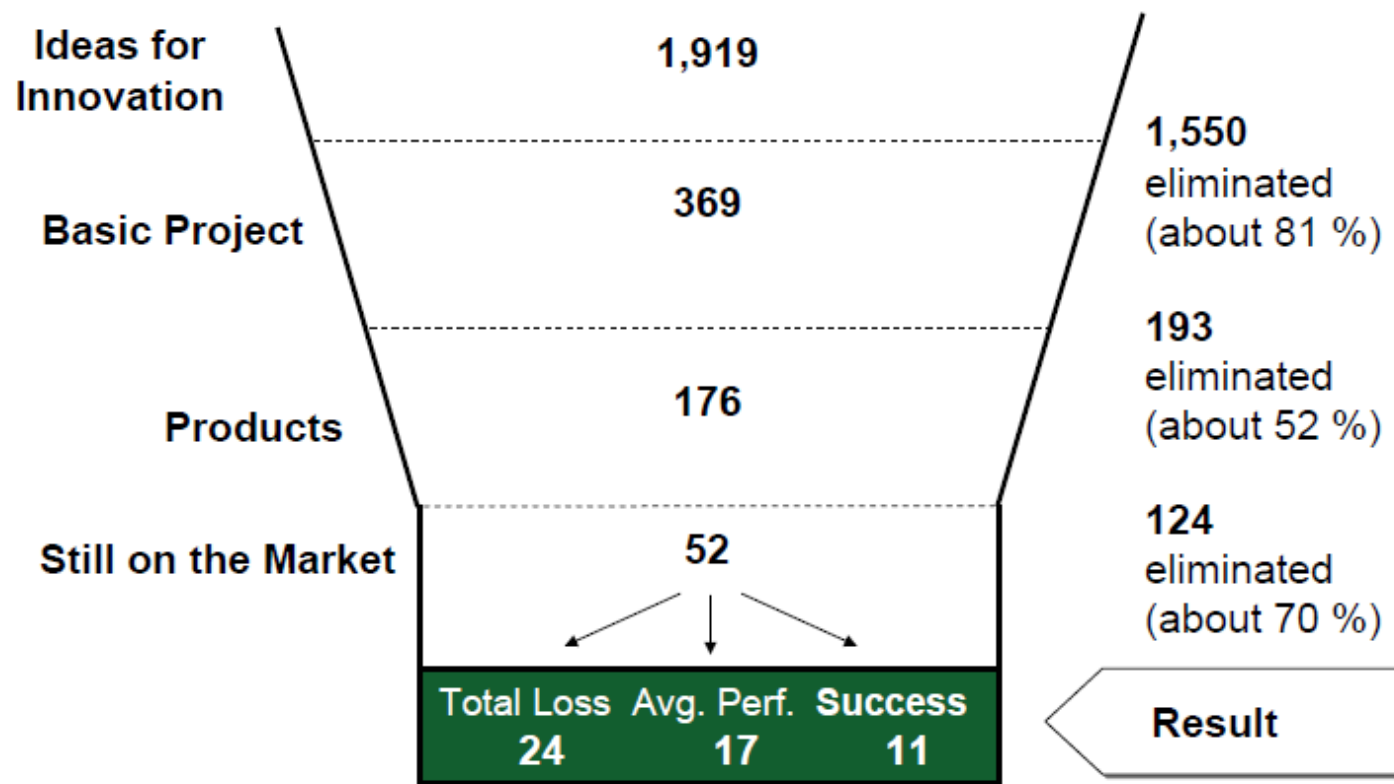 Ideas for
Innovation
1,919
1,550
eliminated
(about 81 %)
Basic Project
369
193
eliminated
(about 52 %)
Products
176
124
eliminated
(about 70 %)
Still on the Market
52
Total Loss Avg. Perf. Success
24 17 11
Result